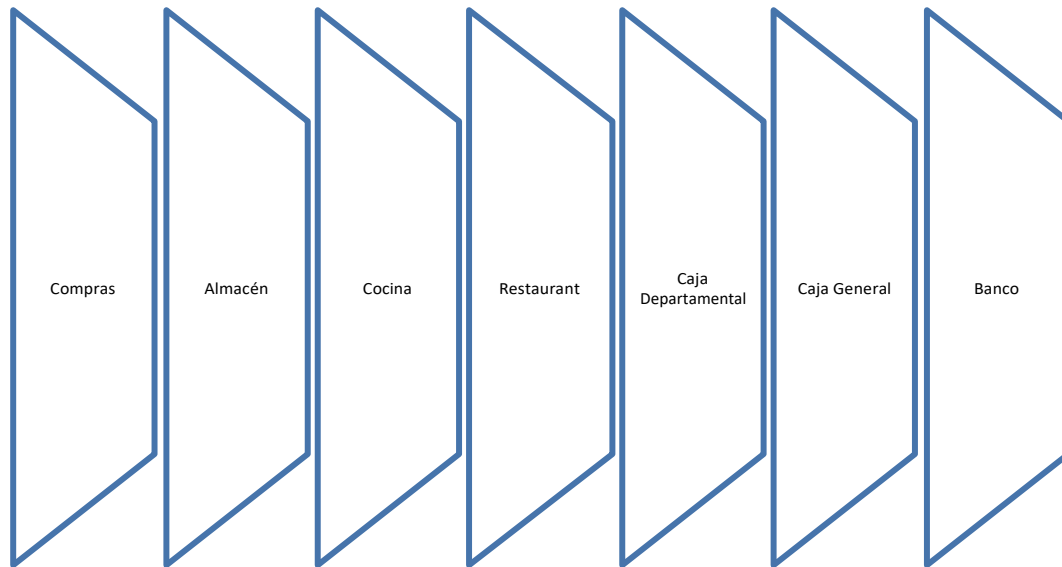 Compras
Almacén
Cocina
Restaurant
Caja
Departamental
Caja General
Banco